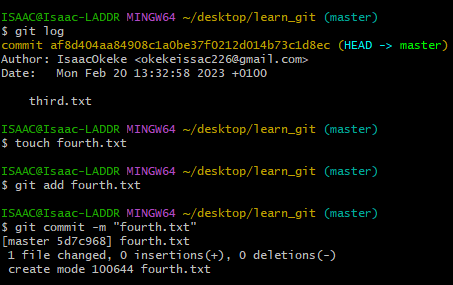 ISAAC@Isaac-LADDR MINGW64 ~/desktop/learn_git (master)
$ git log
commit af8d404aa84908c1a0be37f0212d014b73c1d8ec (HEAD -> master)
Author: IsaacOkeke <okekeissac226@gmail.com>
Date:   Mon Feb 20 13:32:58 2023 +0100
    third.txt
ISAAC@Isaac-LADDR MINGW64 ~/desktop/learn_git (master)
$ touch fourth.txt
ISAAC@Isaac-LADDR MINGW64 ~/desktop/learn_git (master)
$ git add fourth.txt
ISAAC@Isaac-LADDR MINGW64 ~/desktop/learn_git (master)
$ git commit -m "fourth.txt"
[master 5d7c968] fourth.txt
 1 file changed, 0 insertions(+), 0 deletions(-)
 create mode 100644 fourth.txt